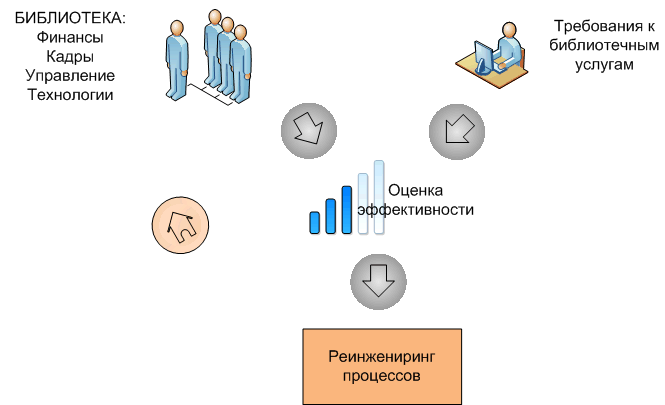 БИБЛИОТЕКА:
Финансы
Кадры
Управление
Технологии
Требования к
библиотечным
услугам
Оценка
эффективности
Реинжениринг
процессов